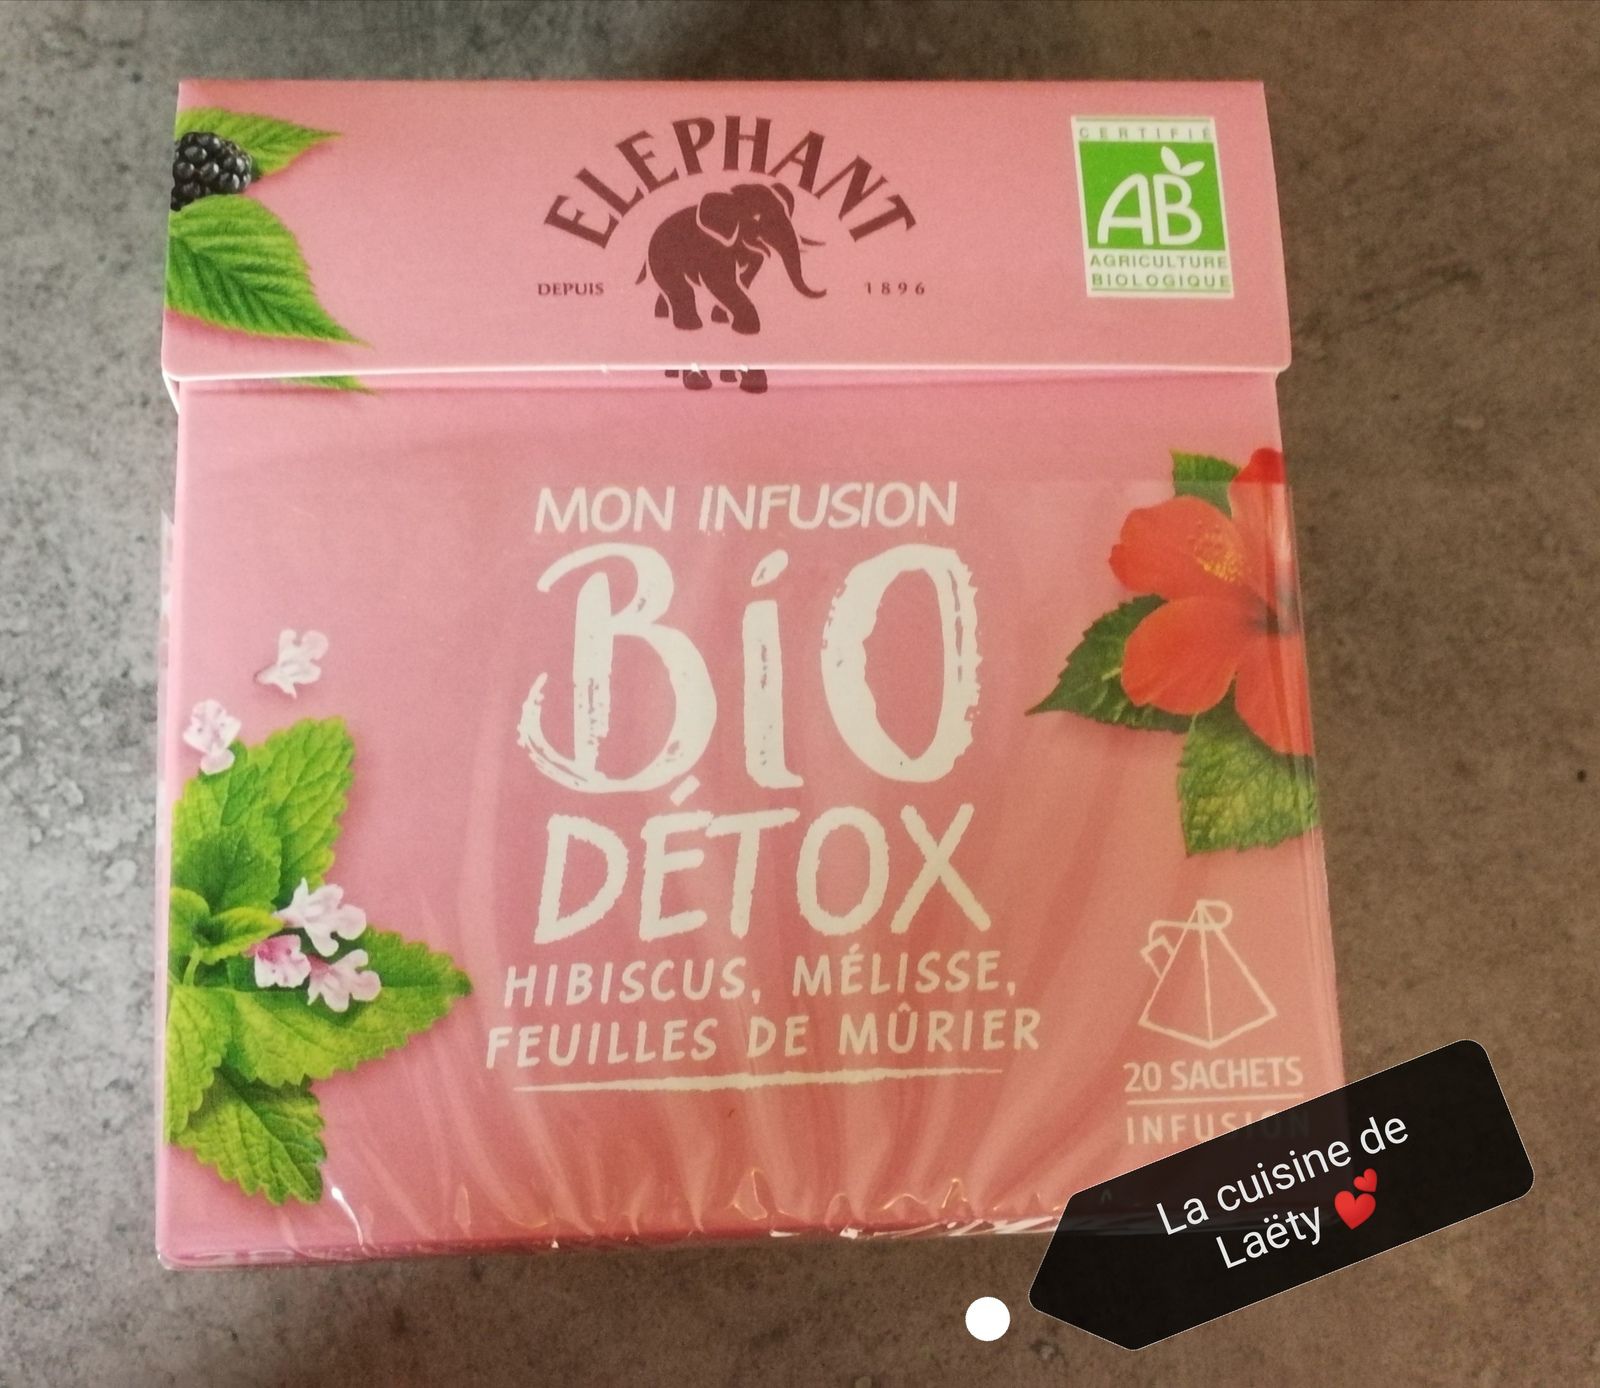 ELEPHANT
DEPUIS 1896
CERTIFIÉ
AB
AGRICULTURE
BIOLOGIQUE
MON INFUSION
BiO
DÉTOX
HIBISCUS, MÉLISSE,
FEUILLES DE MÛRIER
20 SACHETS
INFUSION
La cuisine de
Laëty 💕